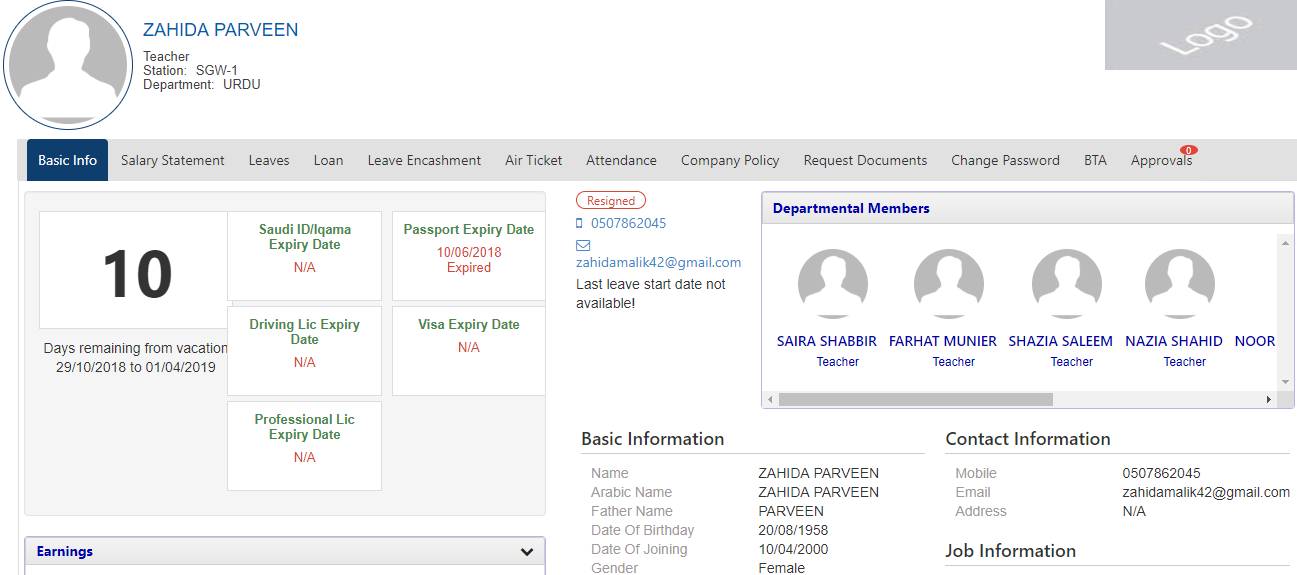 ZAHIDA PARVEEN
Teacher
Station: SGW-1
Department: URDU
Logo
Basic Info Salary Statement Leaves Loan Leave Encashment Air Ticket Attendance Company Policy Request Documents Change Password BTA Approvals 0
10
Days remaining from vacation
29/10/2018 to 01/04/2019
Saudi ID/Iqama
Expiry Date
N/A
Passport Expiry Date
10/06/2018
Expired
Driving Lic Expiry
Date
N/A
Visa Expiry Date
N/A
Professional Lic
Expiry Date
N/A
Earnings
Resigned
0507862045
zahidamalik42@gmail.com
Last leave start date not
available!
Departmental Members
SAIRA SHABBIR FARHAT MUNIER SHAZIA SALEEM NAZIA SHAHID NOOR
Teacher Teacher Teacher Teacher
Basic Information
Name ZAHIDA PARVEEN
Arabic Name ZAHIDA PARVEEN
Father Name PARVEEN
Date Of Birthday 20/08/1958
Date Of Joining 10/04/2000
Gender Female
Contact Information
Mobile 0507862045
Email zahidamalik42@gmail.com
Address N/A
Job Information